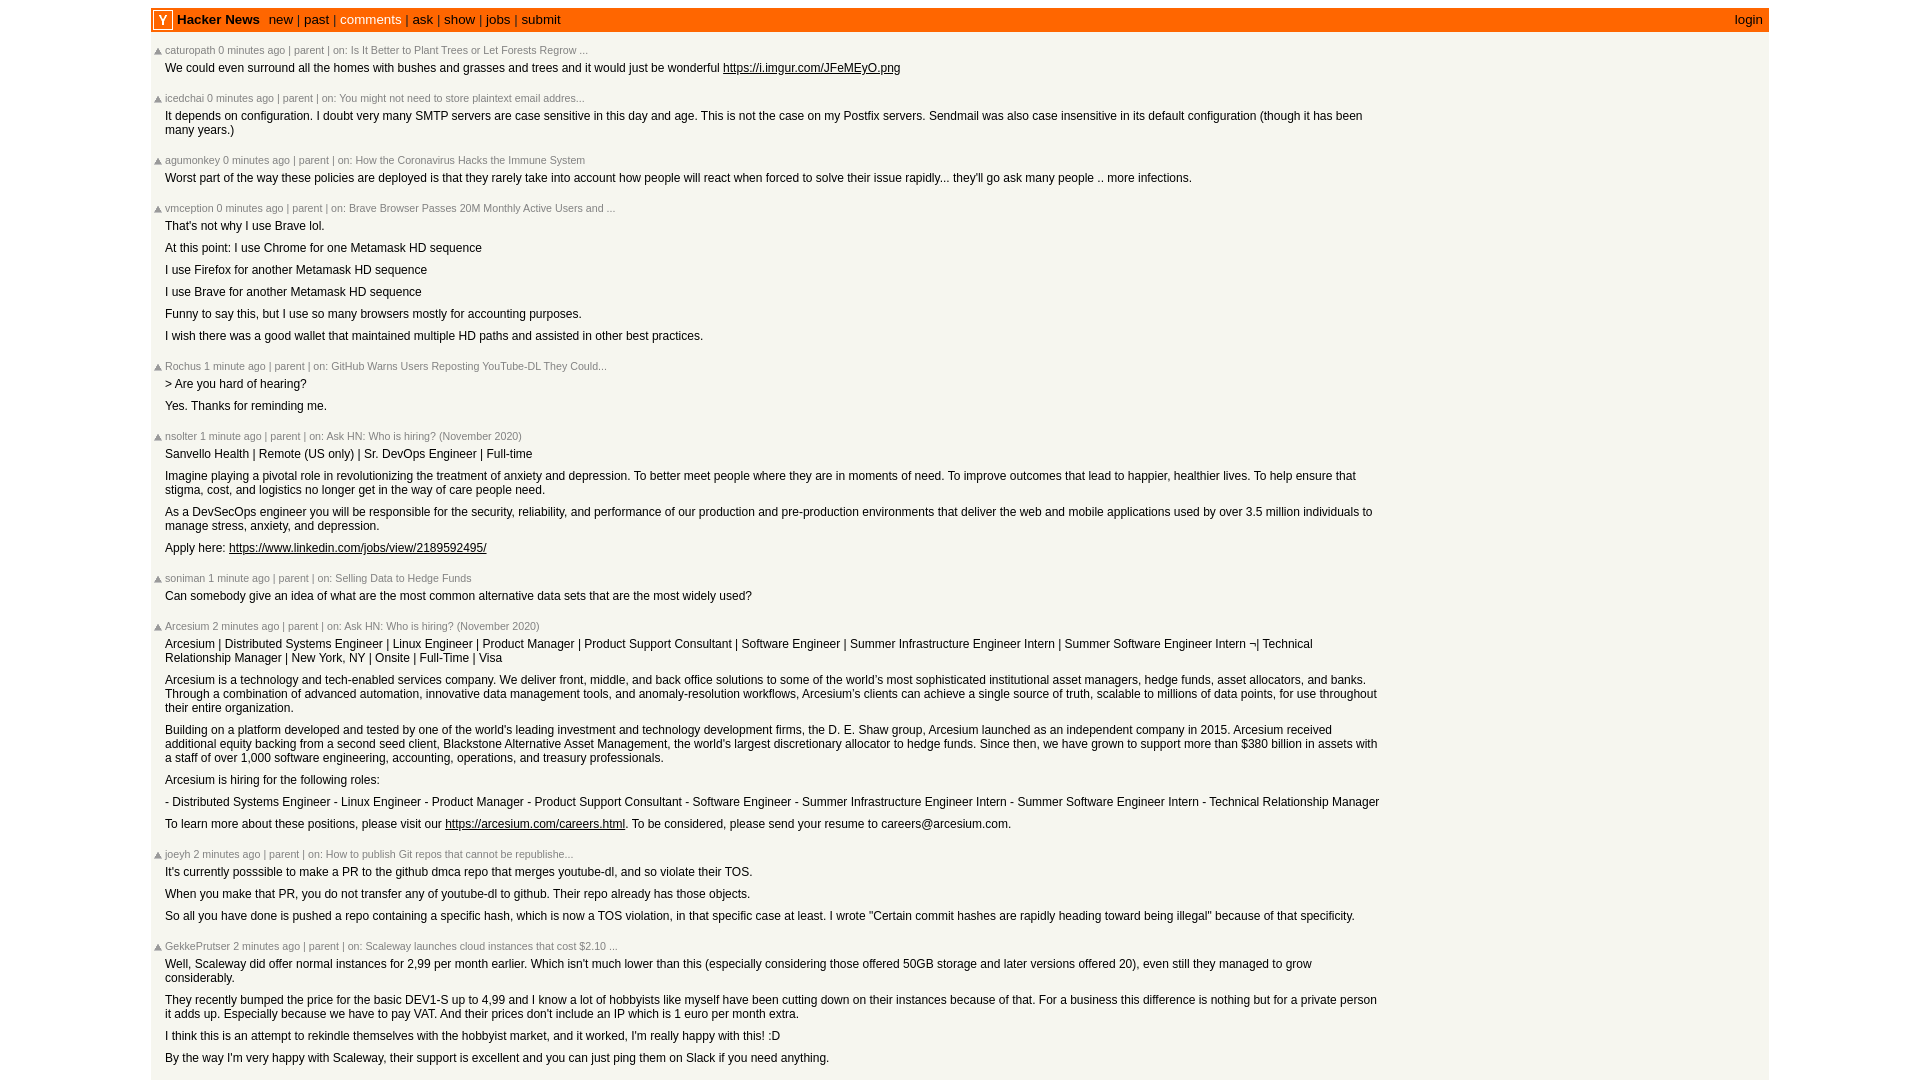 Y Hacker News new | past | comments | ask | show | jobs | submit login
caturopath 0 minutes ago | parent | on: Is It Better to Plant Trees or Let Forests Regrow ...
We could even surround all the homes with bushes and grasses and trees and it would just be wonderful https://i.imgur.com/JFeMEyO.png
icedchai 0 minutes ago | parent | on: You might not need to store plaintext email addres...
It depends on configuration. I doubt very many SMTP servers are case sensitive in this day and age. This is not the case on my Postfix servers. Sendmail was also case insensitive in its default configuration (though it has been
many years.)
agumonkey 0 minutes ago | parent | on: How the Coronavirus Hacks the Immune System
Worst part of the way these policies are deployed is that they rarely take into account how people will react when forced to solve their issue rapidly... they'll go ask many people .. more infections.
vmception 0 minutes ago | parent | on: Brave Browser Passes 20M Monthly Active Users and ...
That's not why I use Brave lol.
At this point: I use Chrome for one Metamask HD sequence
I use Firefox for another Metamask HD sequence
I use Brave for another Metamask HD sequence
Funny to say this, but I use so many browsers mostly for accounting purposes.
I wish there was a good wallet that maintained multiple HD paths and assisted in other best practices.
Rochus 1 minute ago | parent | on: GitHub Warns Users Reposting YouTube-DL They Could...
> Are you hard of hearing?
Yes. Thanks for reminding me.
nsolter 1 minute ago | parent | on: Ask HN: Who is hiring? (November 2020)
Sanvello Health | Remote (US only) | Sr. DevOps Engineer | Full-time
Imagine playing a pivotal role in revolutionizing the treatment of anxiety and depression. To better meet people where they are in moments of need. To improve outcomes that lead to happier, healthier lives. To help ensure that
stigma, cost, and logistics no longer get in the way of care people need.
As a DevSecOps engineer you will be responsible for the security, reliability, and performance of our production and pre-production environments that deliver the web and mobile applications used by over 3.5 million individuals to
manage stress, anxiety, and depression.
Apply here: https://www.linkedin.com/jobs/view/2189592495/
soniman 1 minute ago | parent | on: Selling Data to Hedge Funds
Can somebody give an idea of what are the most common alternative data sets that are the most widely used?
Arcesium 2 minutes ago | parent | on: Ask HN: Who is hiring? (November 2020)
Arcesium | Distributed Systems Engineer | Linux Engineer | Product Manager | Product Support Consultant | Software Engineer | Summer Infrastructure Engineer Intern | Summer Software Engineer Intern ¬| Technical
Relationship Manager | New York, NY | Onsite | Full-Time | Visa
Arcesium is a technology and tech-enabled services company. We deliver front, middle, and back office solutions to some of the world’s most sophisticated institutional asset managers, hedge funds, asset allocators, and banks.
Through a combination of advanced automation, innovative data management tools, and anomaly-resolution workflows, Arcesium’s clients can achieve a single source of truth, scalable to millions of data points, for use throughout
their entire organization.
Building on a platform developed and tested by one of the world's leading investment and technology development firms, the D. E. Shaw group, Arcesium launched as an independent company in 2015. Arcesium received
additional equity backing from a second seed client, Blackstone Alternative Asset Management, the world's largest discretionary allocator to hedge funds. Since then, we have grown to support more than $380 billion in assets with
a staff of over 1,000 software engineering, accounting, operations, and treasury professionals.
Arcesium is hiring for the following roles:
- Distributed Systems Engineer - Linux Engineer - Product Manager - Product Support Consultant - Software Engineer - Summer Infrastructure Engineer Intern - Summer Software Engineer Intern - Technical Relationship Manager
To learn more about these positions, please visit our https://arcesium.com/careers.html. To be considered, please send your resume to careers@arcesium.com.
joeyh 2 minutes ago | parent | on: How to publish Git repos that cannot be republishe...
It's currently posssible to make a PR to the github dmca repo that merges youtube-dl, and so violate their TOS.
When you make that PR, you do not transfer any of youtube-dl to github. Their repo already has those objects.
So all you have done is pushed a repo containing a specific hash, which is now a TOS violation, in that specific case at least. I wrote "Certain commit hashes are rapidly heading toward being illegal" because of that specificity.
GekkePrutser 2 minutes ago | parent | on: Scaleway launches cloud instances that cost $2.10 ...
Well, Scaleway did offer normal instances for 2,99 per month earlier. Which isn't much lower than this (especially considering those offered 50GB storage and later versions offered 20), even still they managed to grow
considerably.
They recently bumped the price for the basic DEV1-S up to 4,99 and I know a lot of hobbyists like myself have been cutting down on their instances because of that. For a business this difference is nothing but for a private person
it adds up. Especially because we have to pay VAT. And their prices don't include an IP which is 1 euro per month extra.
I think this is an attempt to rekindle themselves with the hobbyist market, and it worked, I'm really happy with this! :D
By the way I'm very happy with Scaleway, their support is excellent and you can just ping them on Slack if you need anything.